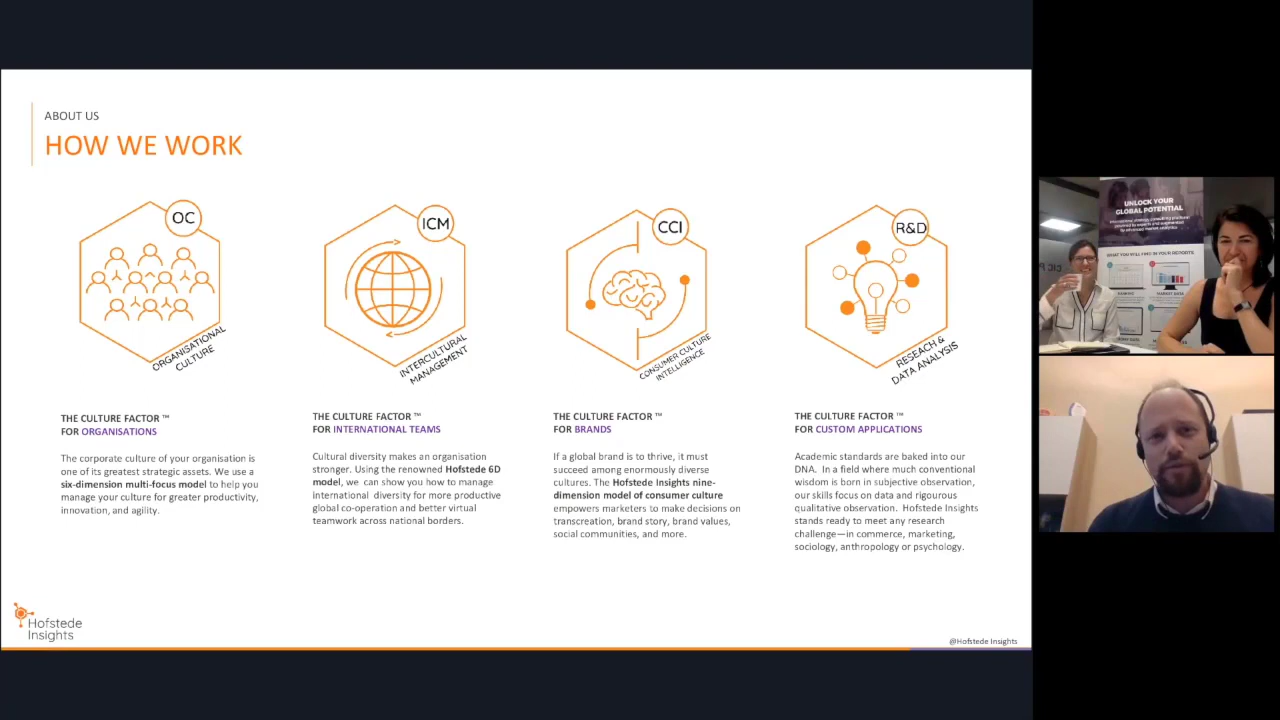 ABOUT US
HOW WE WORK
OC
ORGANISATIONAL
CULTURE
ICM
INTERCULTURAL
MANAGEMENT
CCI
CONSUMER CULTURE
INTELLIGENCE
R&D
RESEACH &
DATA ANALYSIS
THE CULTURE FACTOR ™
FOR ORGANISATIONS
The corporate culture of your organisation is
one of its greatest strategic assets. We use a
six-dimension multi-focus model to help you
manage your culture for greater productivity,
innovation, and agility.
THE CULTURE FACTOR ™
FOR INTERNATIONAL TEAMS
Cultural diversity makes an organisation
stronger. Using the renowned Hofstede 6D
model, we can show you how to manage
international diversity for more productive
global co-operation and better virtual
teamwork across national borders.
THE CULTURE FACTOR ™
FOR BRANDS
If a global brand is to thrive, it must
succeed among enormously diverse
cultures. The Hofstede Insights nine-
dimension model of consumer culture
empowers marketers to make decisions on
transcreation, brand story, brand values,
social communities, and more.
THE CULTURE FACTOR ™
FOR CUSTOM APPLICATIONS
Academic standards are baked into our
DNA. In a field where much conventional
wisdom is born in subjective observation,
our skills focus on data and rigourous
qualitative observation. Hofstede Insights
stands ready to meet any research
challenge—in commerce, marketing,
sociology, anthropology or psychology.
Hofstede
Insights
@Hofstede Insights
UNLOCK YOUR
GLOBAL POTENTIAL
WHAT YOU WILL FIND IN YOUR REPORTS